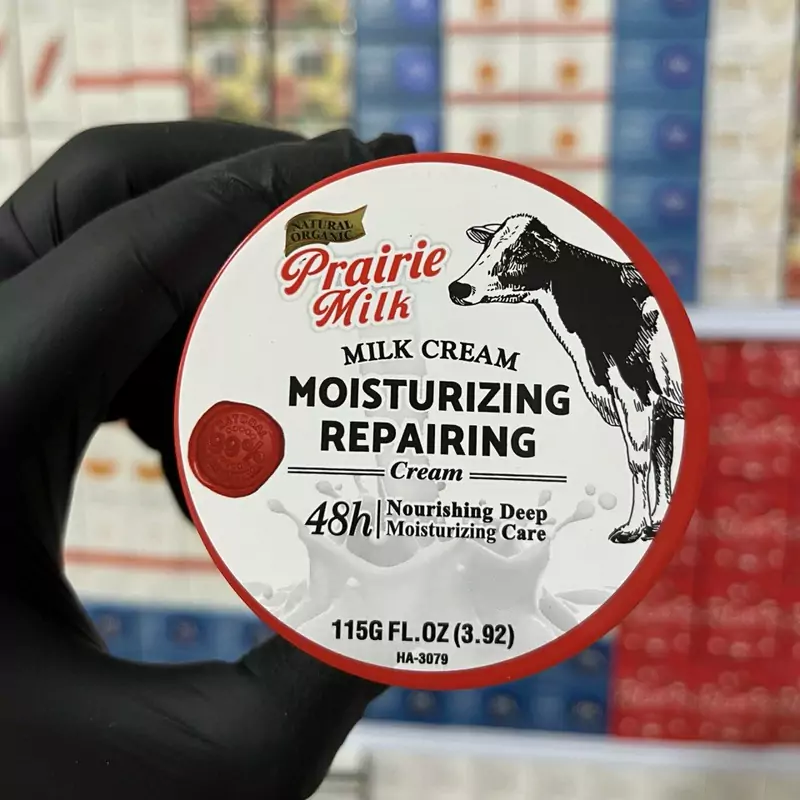 NATURAL
ORGANIC
Prairie
Milk
MILK CREAM
MOISTURIZING
REPAIRING
Cream
48h
Nourishing Deep
Moisturizing Care
99%
115G FL.OZ (3.92)
HA-3079